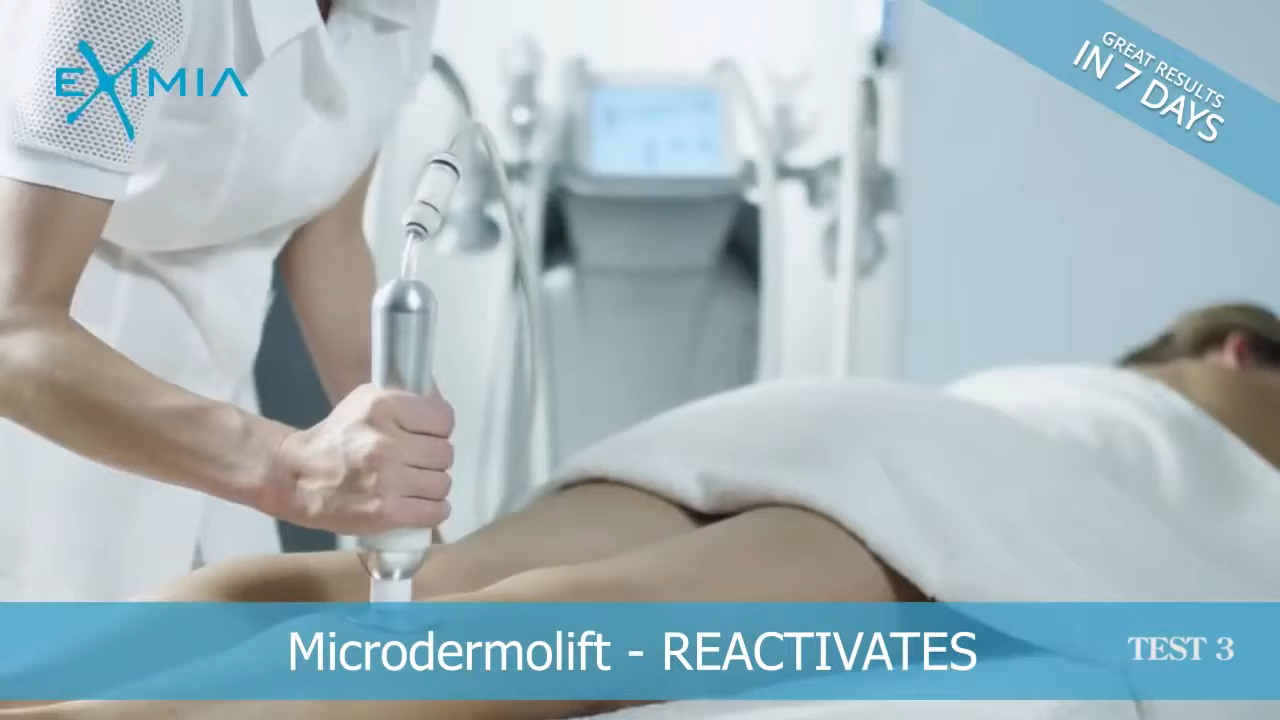 EXIMIA
GREAT RESULTS
IN 7 DAYS
Microdermolift - REACTIVATES
TEST 3